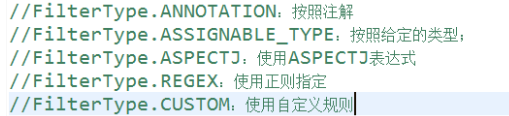 //FilterType.ANNOTATION：按照注解
//FilterType.ASSIGNABLE_TYPE：按照给定的类型；
//FilterType.ASPECTJ：使用ASPECTJ表达式
//FilterType.REGEX：使用正则指定
//FilterType.CUSTOM：使用自定义规则